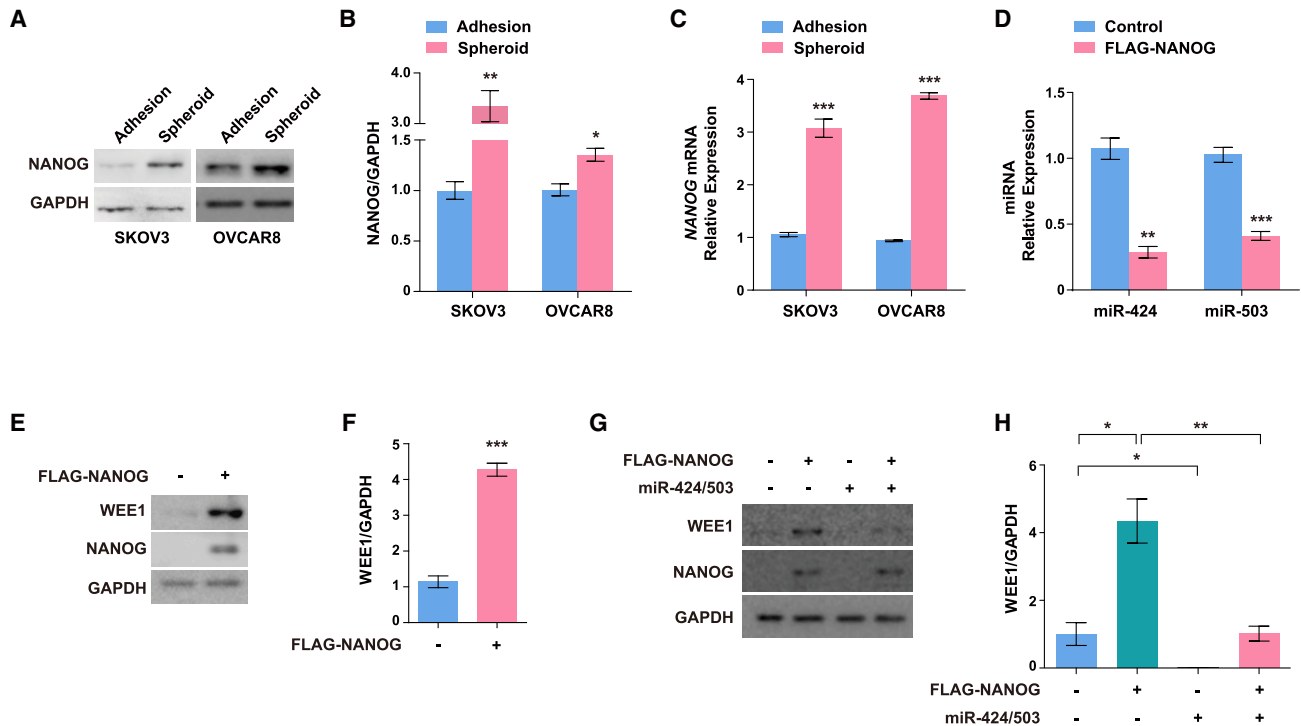 A
Adhesion
Spheroid
Adhesion
Spheroid
NANOG
GAPDH
SKOV3
OVCAR8
B
Adhesion
Spheroid
NANOG/GAPDH
4.0
3.0
1.5
1.0
0.5
0
**
*
SKOV3
OVCAR8
C
Adhesion
Spheroid
NANOG mRNA
Relative Expression
4
3
2
1
0
***
***
SKOV3
OVCAR8
D
Control
FLAG-NANOG
miRNA
Relative Expression
1.5
1.0
0.5
0
**
***
miR-424
miR-503
E
FLAG-NANOG - +
WEE1
NANOG
GAPDH
F
WEE1/GAPDH
5
4
3
2
1
0
***
FLAG-NANOG - +
G
FLAG-NANOG - + - +
miR-424/503 - - + +
WEE1
NANOG
GAPDH
H
* **
*
WEE1/GAPDH
6
4
2
0
FLAG-NANOG - + - +
miR-424/503 - - + +